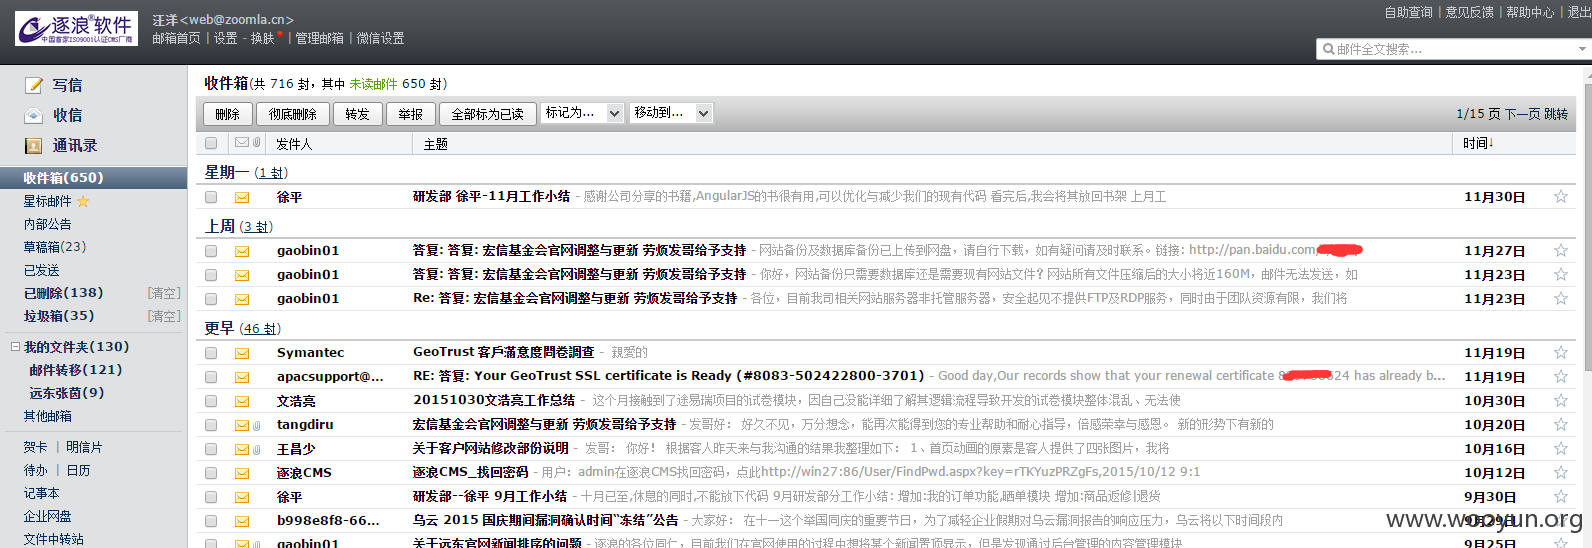 逐浪®软件
中国首家ISO9001认证CMS厂商
汪洋<web@zoomla.cn>
邮箱首页 | 设置 - 换肤 | 管理邮箱 | 微信设置
自助查询 | 意见反馈 | 帮助中心 | 退出
邮件全文搜索...
写信
收信
通讯录
收件箱(650)
星标邮件
内部公告
草稿箱(23)
已发送
已删除(138) [清空]
垃圾箱(35) [清空]
我的文件夹(130)
邮件转移(121)
远东张茵(9)
其他邮箱
贺卡 | 明信片
待办 | 日历
记事本
企业网盘
文件中转站
收件箱(共 716 封，其中 未读邮件 650 封)
删除 彻底删除 转发 举报 全部标为已读 标记为... 移动到... 1/15 页 下一页 跳转
发件人 主题 时间↓
星期一 (1 封)
徐平 研发部 徐平-11月工作小结 - 感谢公司分享的书籍,AngularJS的书很有用,可以优化与减少我们的现有代码 看完后,我会将其放回书架 上月工 11月30日
上周 (3 封)
gaobin01 答复: 答复: 宏信基金会官网调整与更新 劳烦发哥给予支持 - 网站备份及数据库备份已上传到网盘，请自行下载，如有疑问请及时联系。链接：http://pan.baidu.com/ 11月27日
gaobin01 答复: 答复: 宏信基金会官网调整与更新 劳烦发哥给予支持 - 你好，网站备份只需要数据库还是需要现有网站文件？网站所有文件压缩后的大小将近160M，邮件无法发送，如 11月23日
gaobin01 Re: 答复: 宏信基金会官网调整与更新 劳烦发哥给予支持 - 各位，目前我司相关网站服务器非托管服务器，安全起见不提供FTP及RDP服务，同时由于团队资源有限，我们将 11月23日
更早 (46 封)
Symantec GeoTrust 客戶滿意度問卷調查 - 親愛的 11月19日
apacsupport@... RE: 答复: Your GeoTrust SSL certificate is Ready (#8083-502422800-3701) - Good day,Our records show that your renewal certificate 624 has already b... 11月19日
文浩亮 20151030文浩亮工作总结 - 这个月接触到了途易瑞项目的试卷模块，因自己没能详细了解其逻辑流程导致开发的试卷模块整体混乱、无法使 10月30日
tangdiru 宏信基金会官网调整与更新 劳烦发哥给予支持 - 发哥好： 好久不见，万分想念，能再次能得到您的专业帮助和耐心指导，倍感荣幸与感恩。 新的形势下有新的 10月20日
王昌少 关于客户网站修改部份说明 - 发哥： 你好！ 根据客人昨天来与我沟通的结果我整理如下： 1、首页动画的原素是客人提供了四张图片，我将 10月16日
逐浪CMS 逐浪CMS_找回密码 - 用户：admin在逐浪CMS找回密码，点此http://win27:86/User/FindPwd.aspx?key=rTKYuzPRZgFs,2015/10/12 9:1 10月12日
徐平 研发部--徐平 9月工作小结 - 十月已至,休息的同时,不能放下代码 9月研发部分工作小结: 增加:我的订单功能,晒单模块 增加:商品返修|退货 9月30日
b998e8f8-66... 乌云 2015 国庆期间漏洞确认时间“冻结”公告 - 大家好： 在十一这个举国同庆的重要节日，为了减轻企业假期对乌云漏洞报告的响应压力，乌云将以下时间段内 9月29日
gaobin01 关于远东官网新闻排序的问题 - 逐浪的各位同仁，目前我们在官网使用的过程中想将某个新闻置顶显示，但是发现通过后台管理的内容管理模块 9月25日
www.wooyun.org